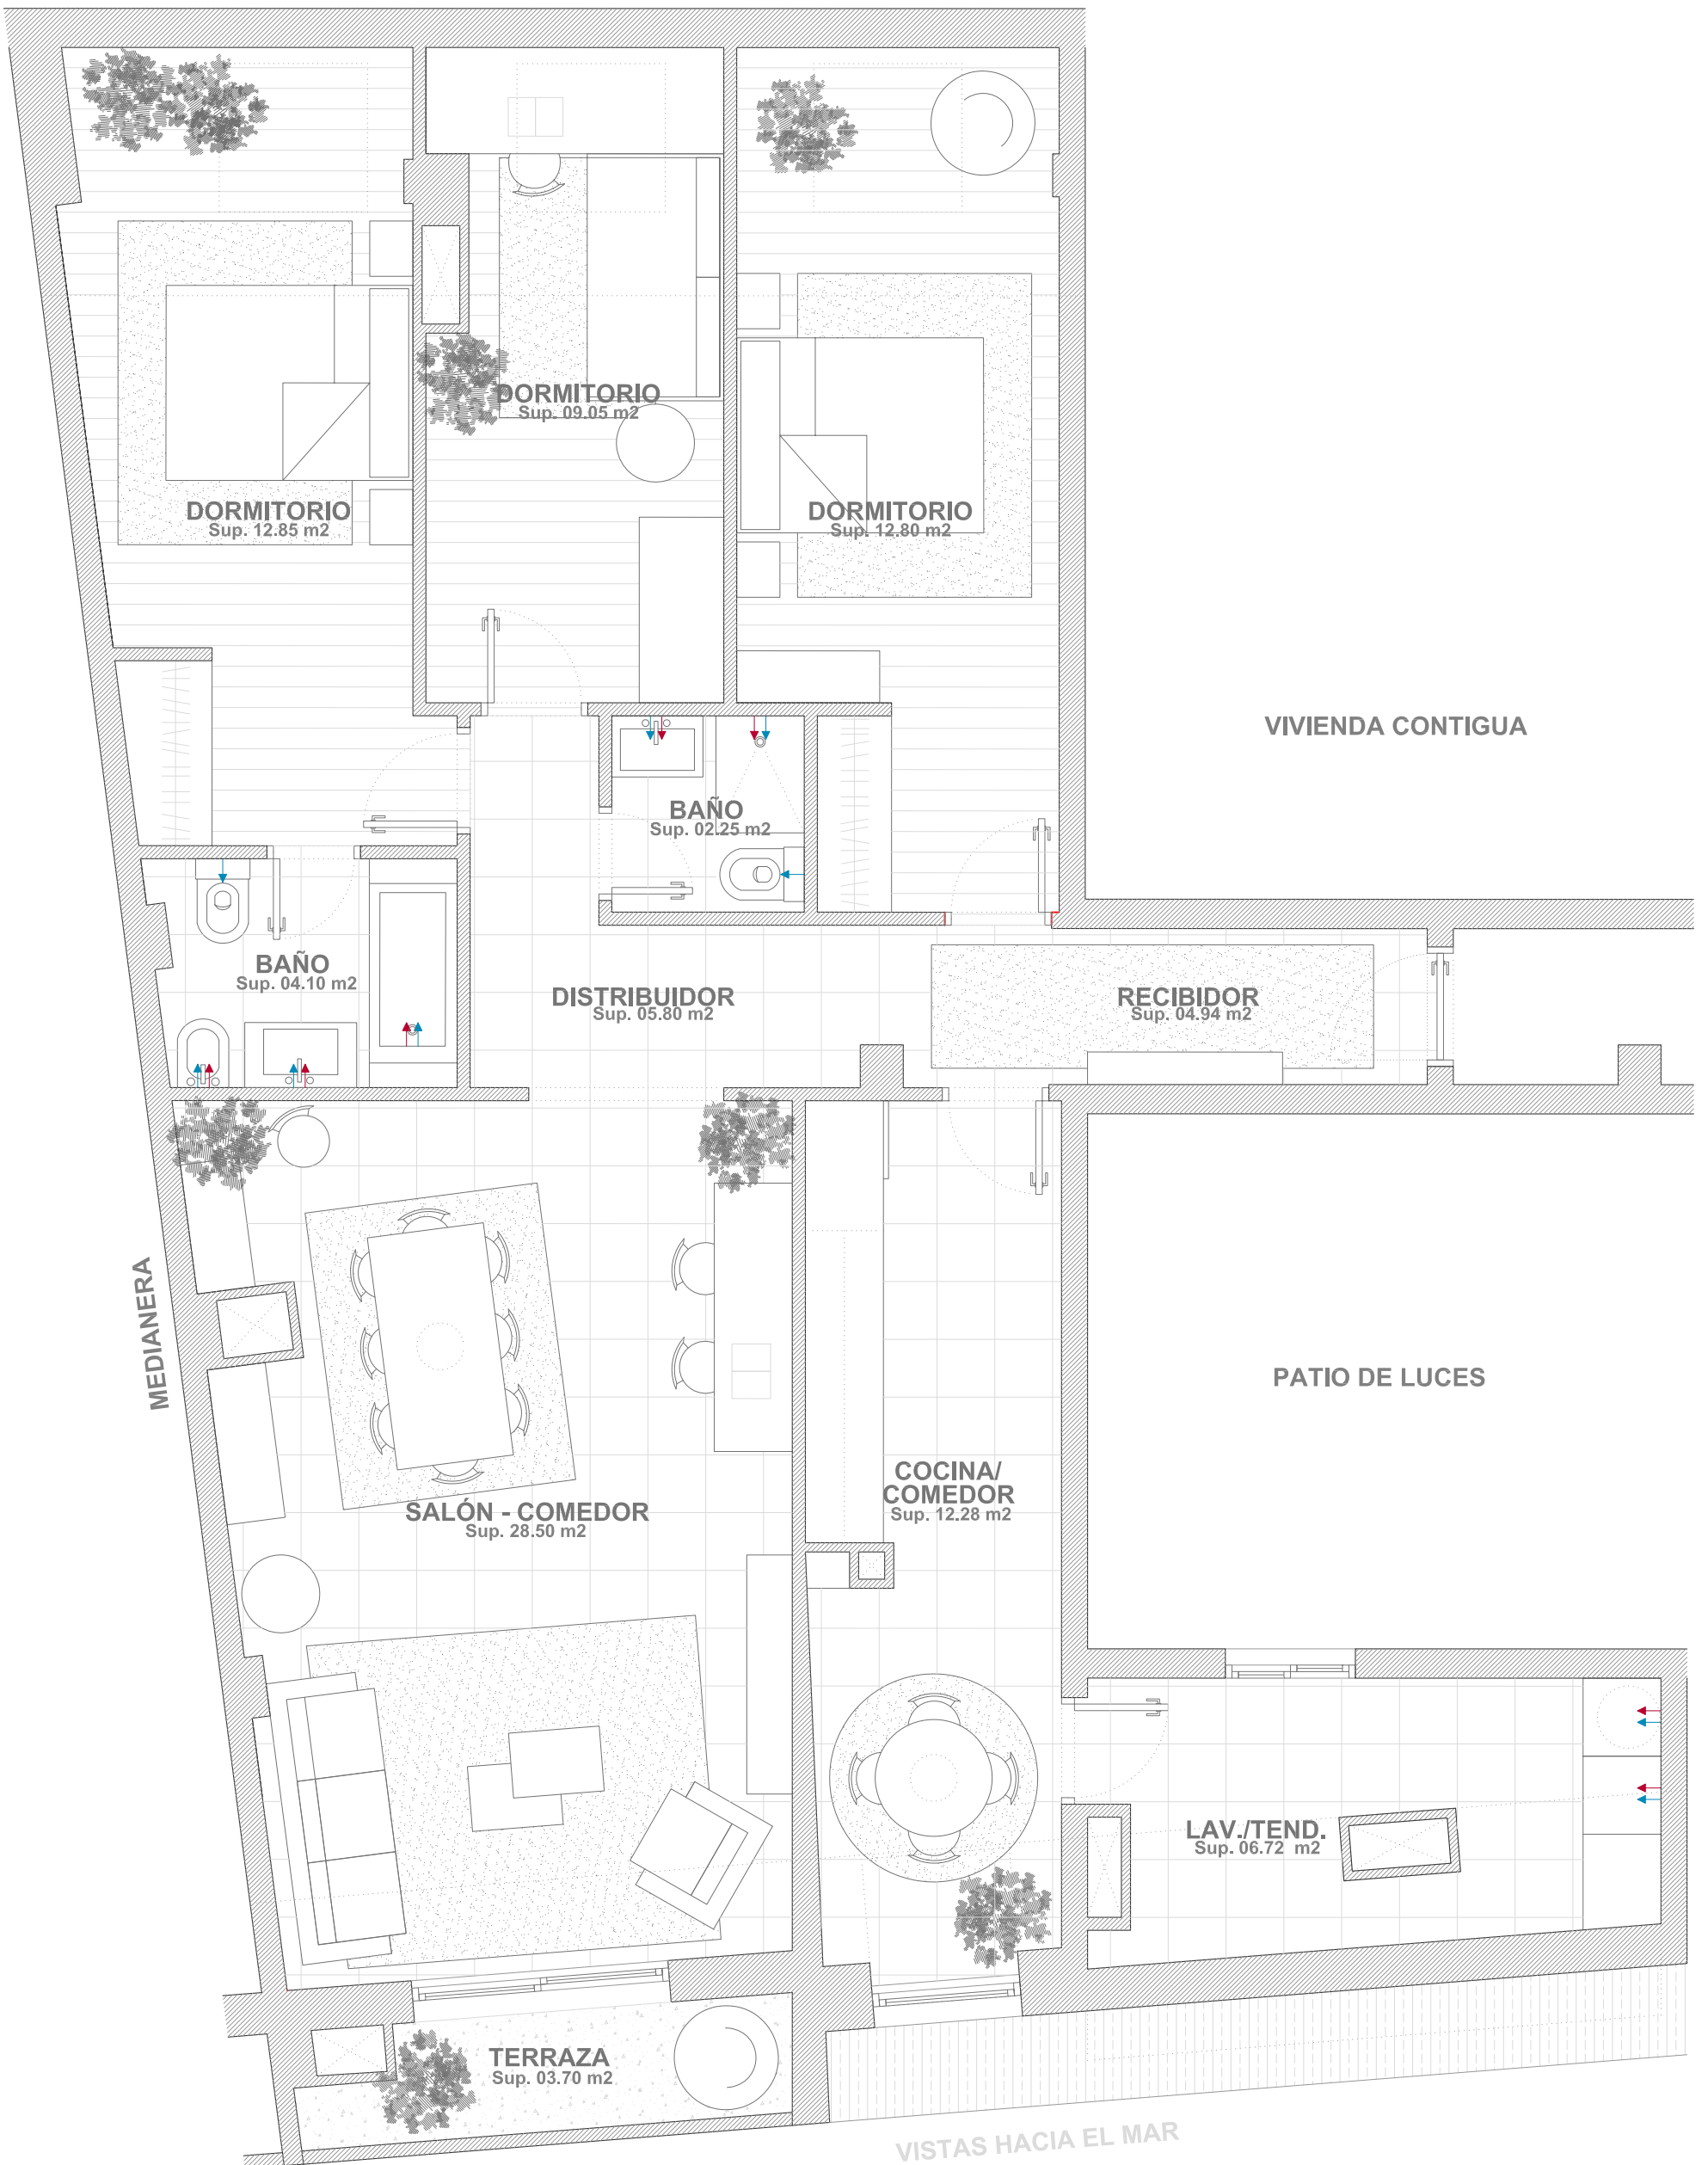 DORMITORIO
Sup. 09.05 m2
DORMITORIO
Sup. 12.85 m2
DORMITORIO
Sup. 12.80 m2
VIVIENDA CONTIGUA
BAÑO
Sup. 02.25 m2
BAÑO
Sup. 04.10 m2
DISTRIBUIDOR
Sup. 05.80 m2
RECIBIDOR
Sup. 04.94 m2
MEDIANERA
PATIO DE LUCES
COCINA/
COMEDOR
Sup. 12.28 m2
SALÓN - COMEDOR
Sup. 28.50 m2
LAV./TEND.
Sup. 06.72 m2
TERRAZA
Sup. 03.70 m2
VISTAS HACIA EL MAR